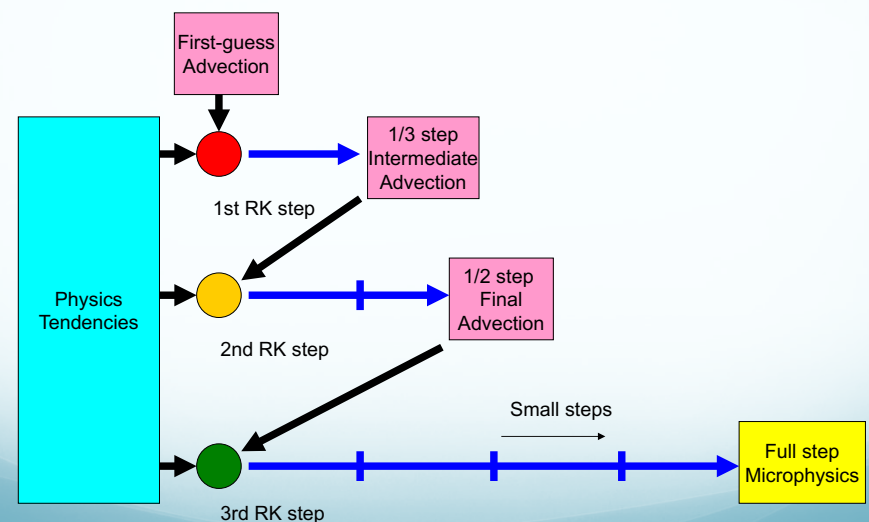 First-guess
Advection
1/3 step
Intermediate
Advection
1st RK step
Physics
Tendencies
1/2 step
Final
Advection
2nd RK step
Small steps
Full step
Microphysics
3rd RK step